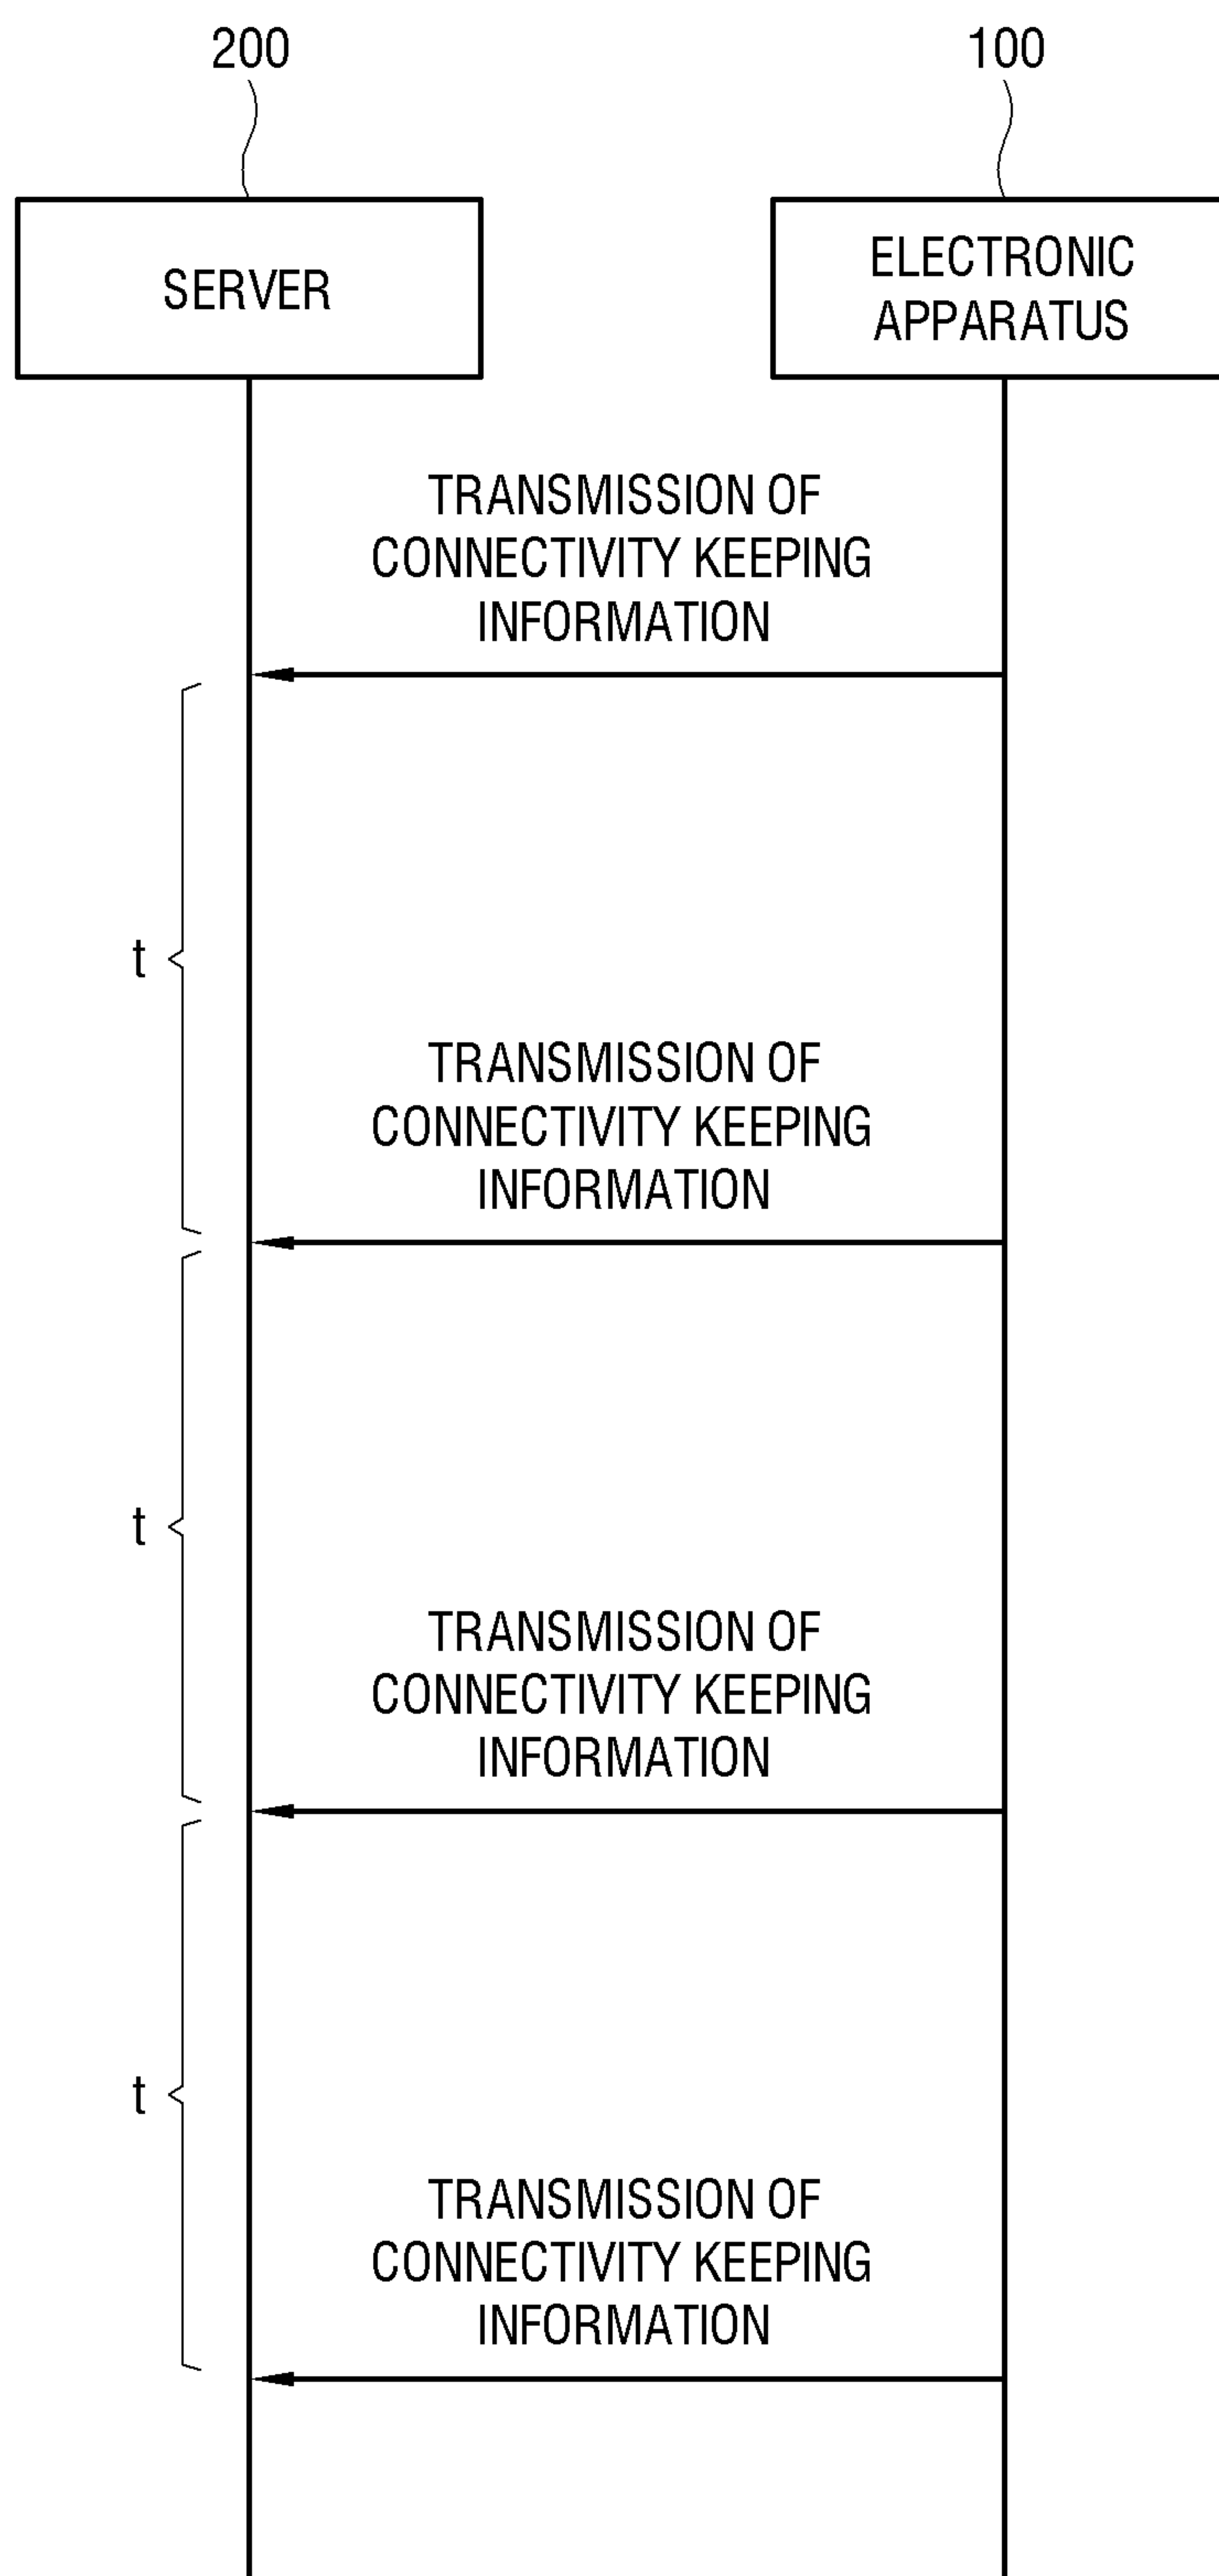 200
100
SERVER
ELECTRONIC
APPARATUS
TRANSMISSION OF
CONNECTIVITY KEEPING
INFORMATION
t
TRANSMISSION OF
CONNECTIVITY KEEPING
INFORMATION
t
TRANSMISSION OF
CONNECTIVITY KEEPING
INFORMATION
t
TRANSMISSION OF
CONNECTIVITY KEEPING
INFORMATION